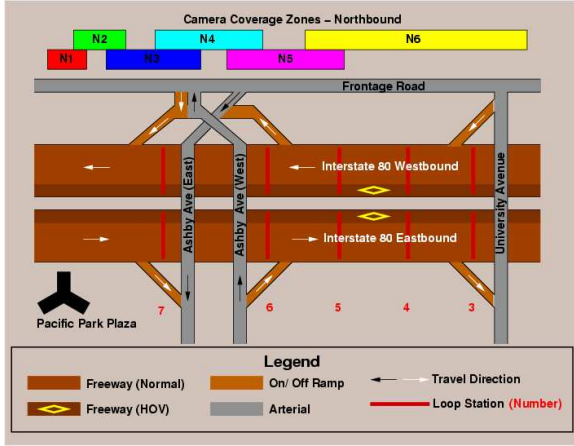 Camera Coverage Zones – Northbound
N2
N4
N6
N1
N3
N5
Frontage Road
Interstate 80 Westbound
Ashby Ave (East)
Ashby Ave (West)
University Avenue
Interstate 80 Eastbound
Pacific Park Plaza
7
6
5
4
3
Legend
Freeway (Normal)
On/ Off Ramp
Travel Direction
Freeway (HOV)
Arterial
Loop Station (Number)